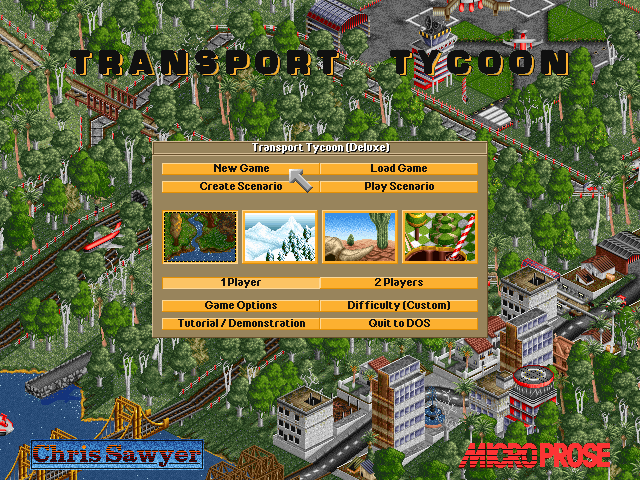 TRANSPORT TYCOON
Transport Tycoon (Deluxe)
New Game Load Game
Create Scenario Play Scenario
1 Player 2 Players
Game Options Difficulty (Custom)
Tutorial / Demonstration Quit to DOS
Chris Sawyer MICROPROSE